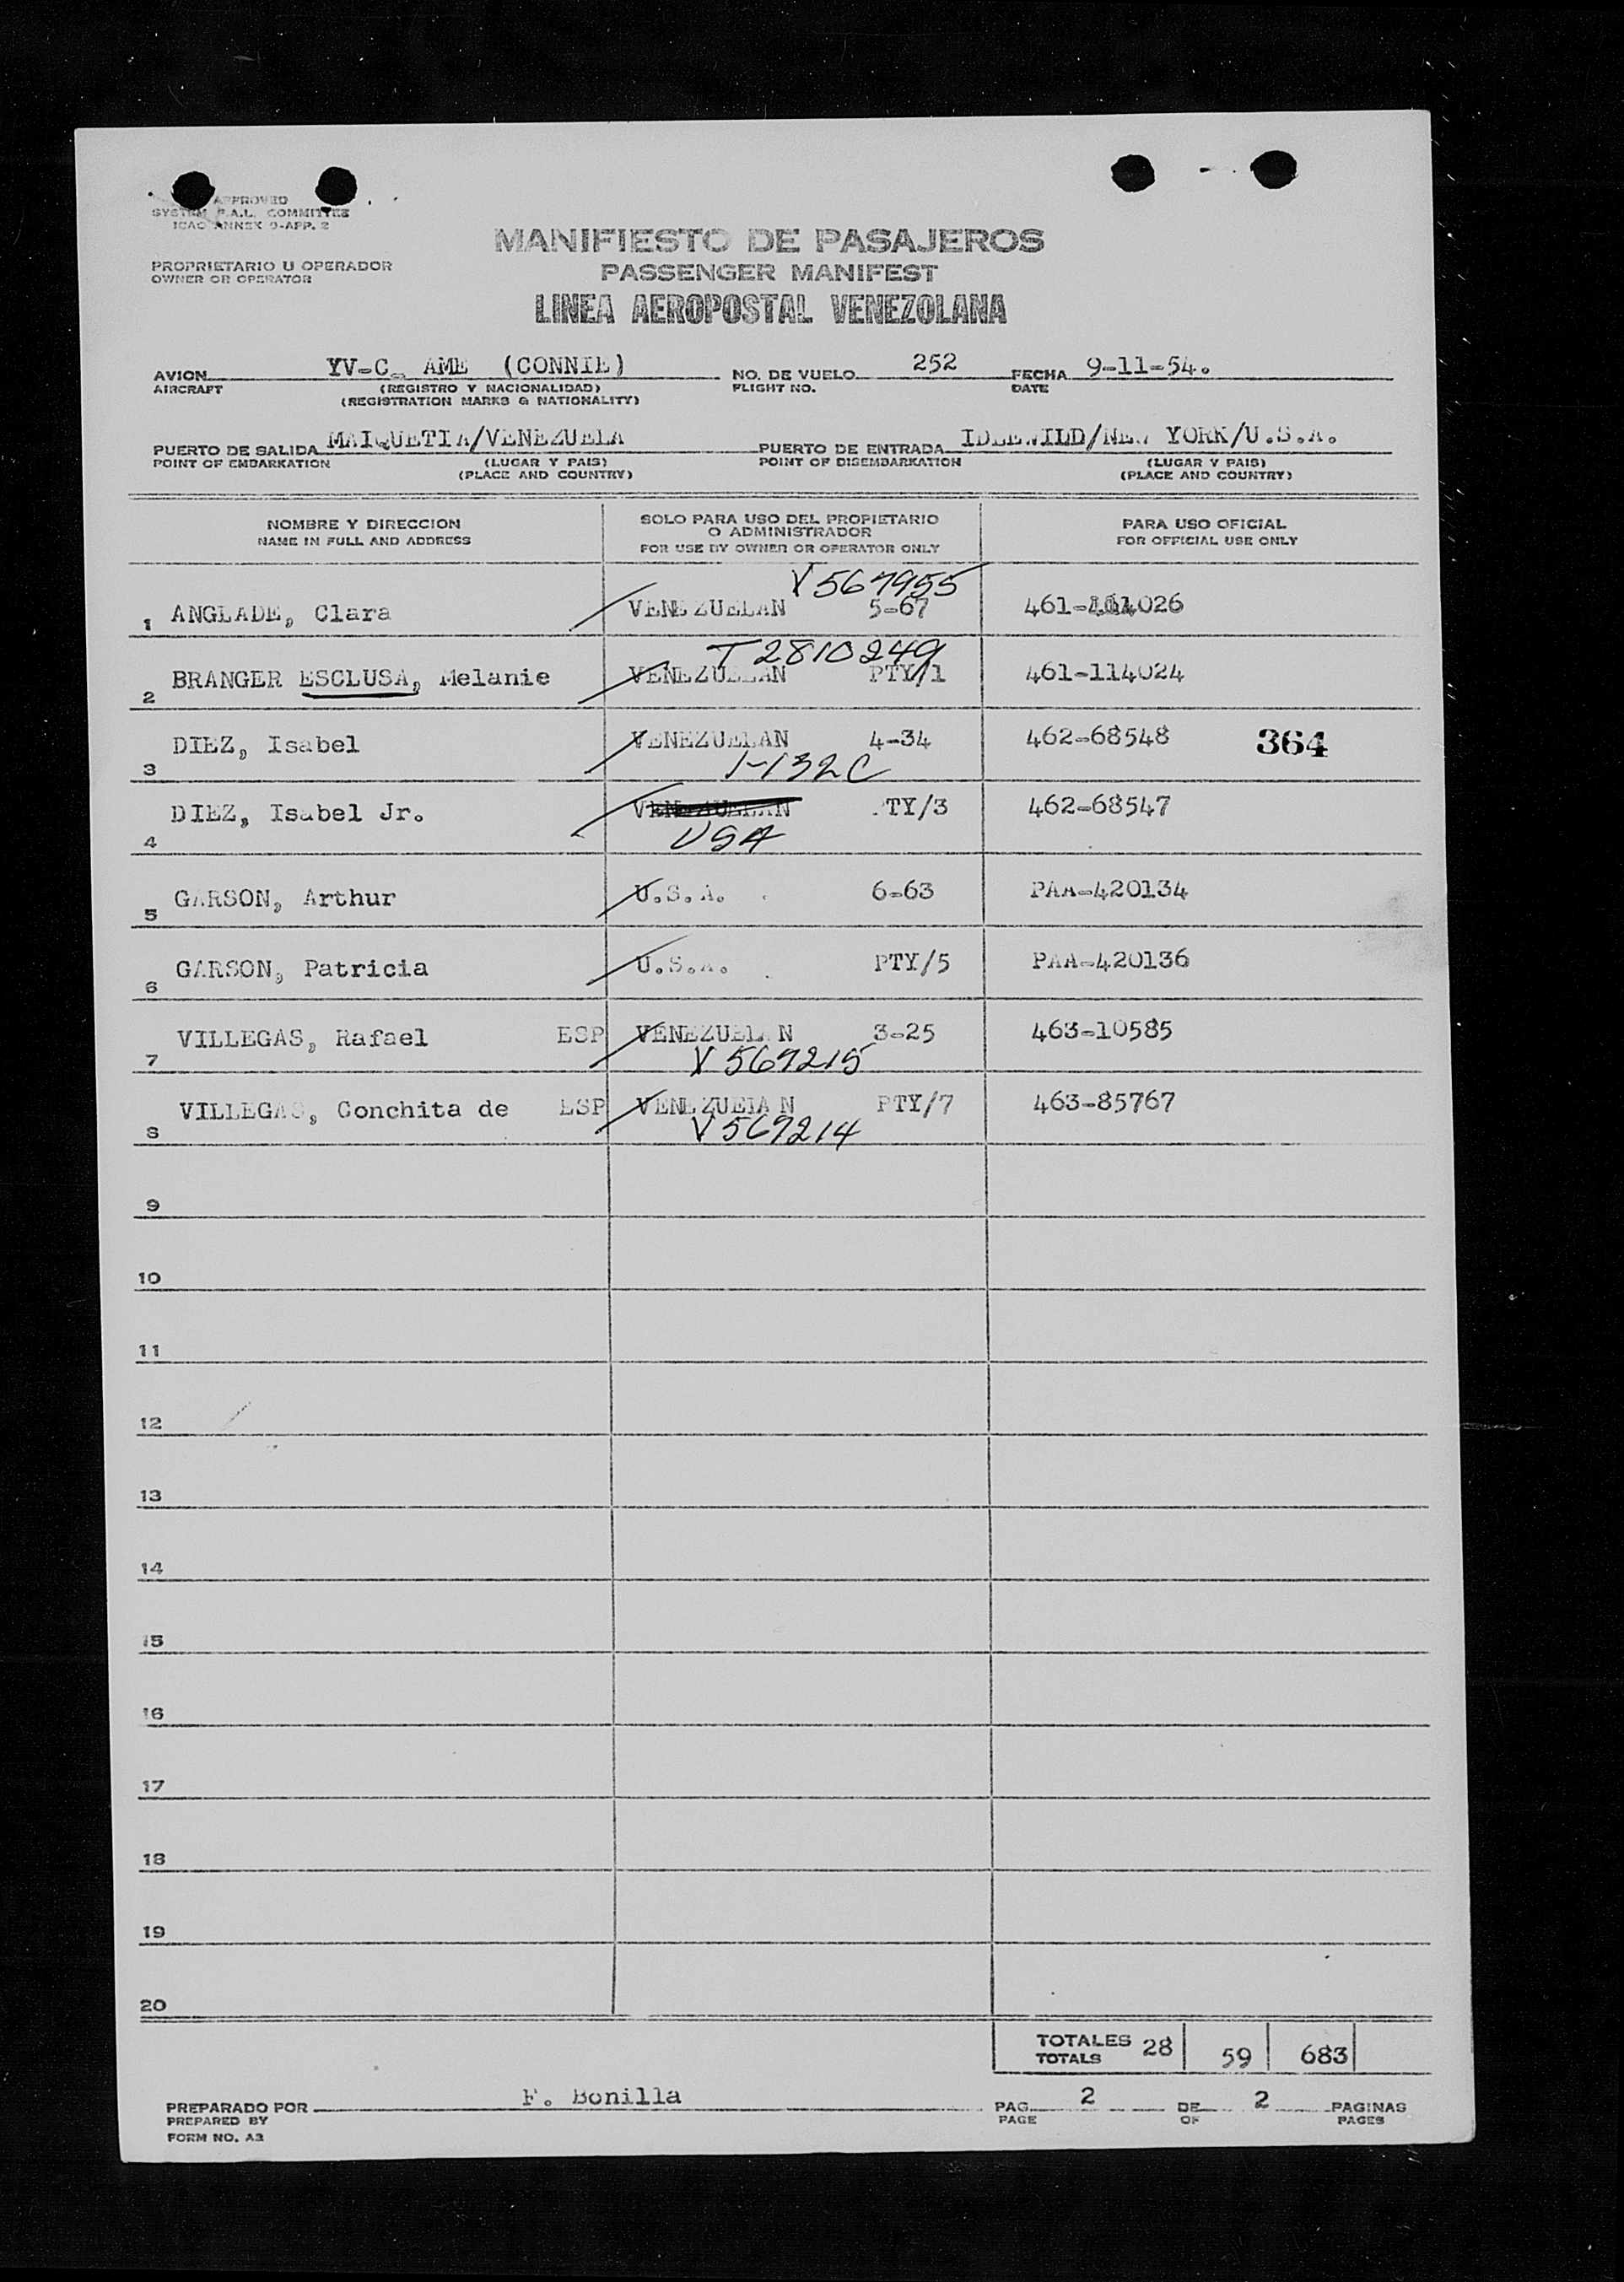 APPROVED
SYSTEM F.A.L. COMMITTEE
ICAO ANNEX 9-APP. 2
PROPRIETARIO U OPERADOR
OWNER OR OPERATOR
MANIFIESTO DE PASAJEROS
PASSENGER MANIFEST
LINEA AEROPOSTAL VENEZOLANA
AVION YV-C AME (CONNIE) NO. DE VUELO 252 FECHA 9-11-54.
AIRCRAFT (REGISTRO Y NACIONALIDAD) FLIGHT NO. DATE
(REGISTRATION MARKS & NATIONALITY)
PUERTO DE SALIDA MAIQUETIA/VENEZUELA PUERTO DE ENTRADA IDLEWILD/NEW YORK/U.S.A.
POINT OF EMBARKATION (LUGAR Y PAIS) POINT OF DISEMBARKATION (LUGAR Y PAIS)
(PLACE AND COUNTRY) (PLACE AND COUNTRY)
NOMBRE Y DIRECCION SOLO PARA USO DEL PROPIETARIO O ADMINISTRADOR PARA USO OFICIAL
NAME IN FULL AND ADDRESS FOR USE BY OWNER OR OPERATOR ONLY FOR OFFICIAL USE ONLY
V567955
1 ANGLADE, Clara VENEZUELAN 5-67
T2810249
2 BRANGER ESCLUSA, Melanie VENEZUELAN PTY/1 461-114024
3 DIEZ, Isabel VENEZUELAN 4-34 462-68548 364
1-132C
4 DIEZ, Isabel Jr. VENEZUELAN PTY/3 462-68547
USA
5 GARSON, Arthur U.S.A. 6-63 PAA-420134
6 GARSON, Patricia U.S.A. PTY/5 PAA-420136
7 VILLEGAS, Rafael ESP VENEZUELAN 3-25 463-10585
V569215
8 VILLEGAS, Conchita de ESP VENEZUELAN PTY/7 463-85767
V569214
9
10
11
12
13
14
15
16
17
18
19
20
TOTALES 28 59 683
TOTALS
PREPARADO POR F. Bonilla PAG. 2 DE 2 PAGINAS
PREPARED BY PAGE OF PAGES
FORM NO. A3